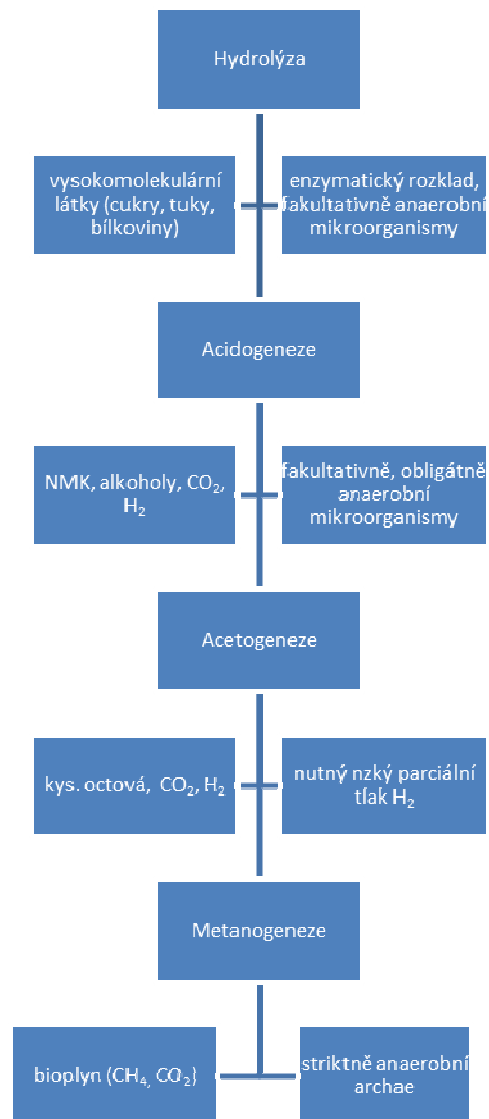 Hydrolýza
vysokomolekulární
látky (cukry, tuky,
bílkoviny)
enzymatický rozklad,
fakultativně anaerobní
mikroorganismy
Acidogeneze
NMK, alkoholy, CO₂,
H₂
fakultativně, obligátně
anaerobní
mikroorganismy
Acetogeneze
kys. octová, CO₂, H₂
nutný nzký parciální
tlak H₂
Metanogeneze
bioplyn (CH₄, CO₂)
striktně anaerobní
archae